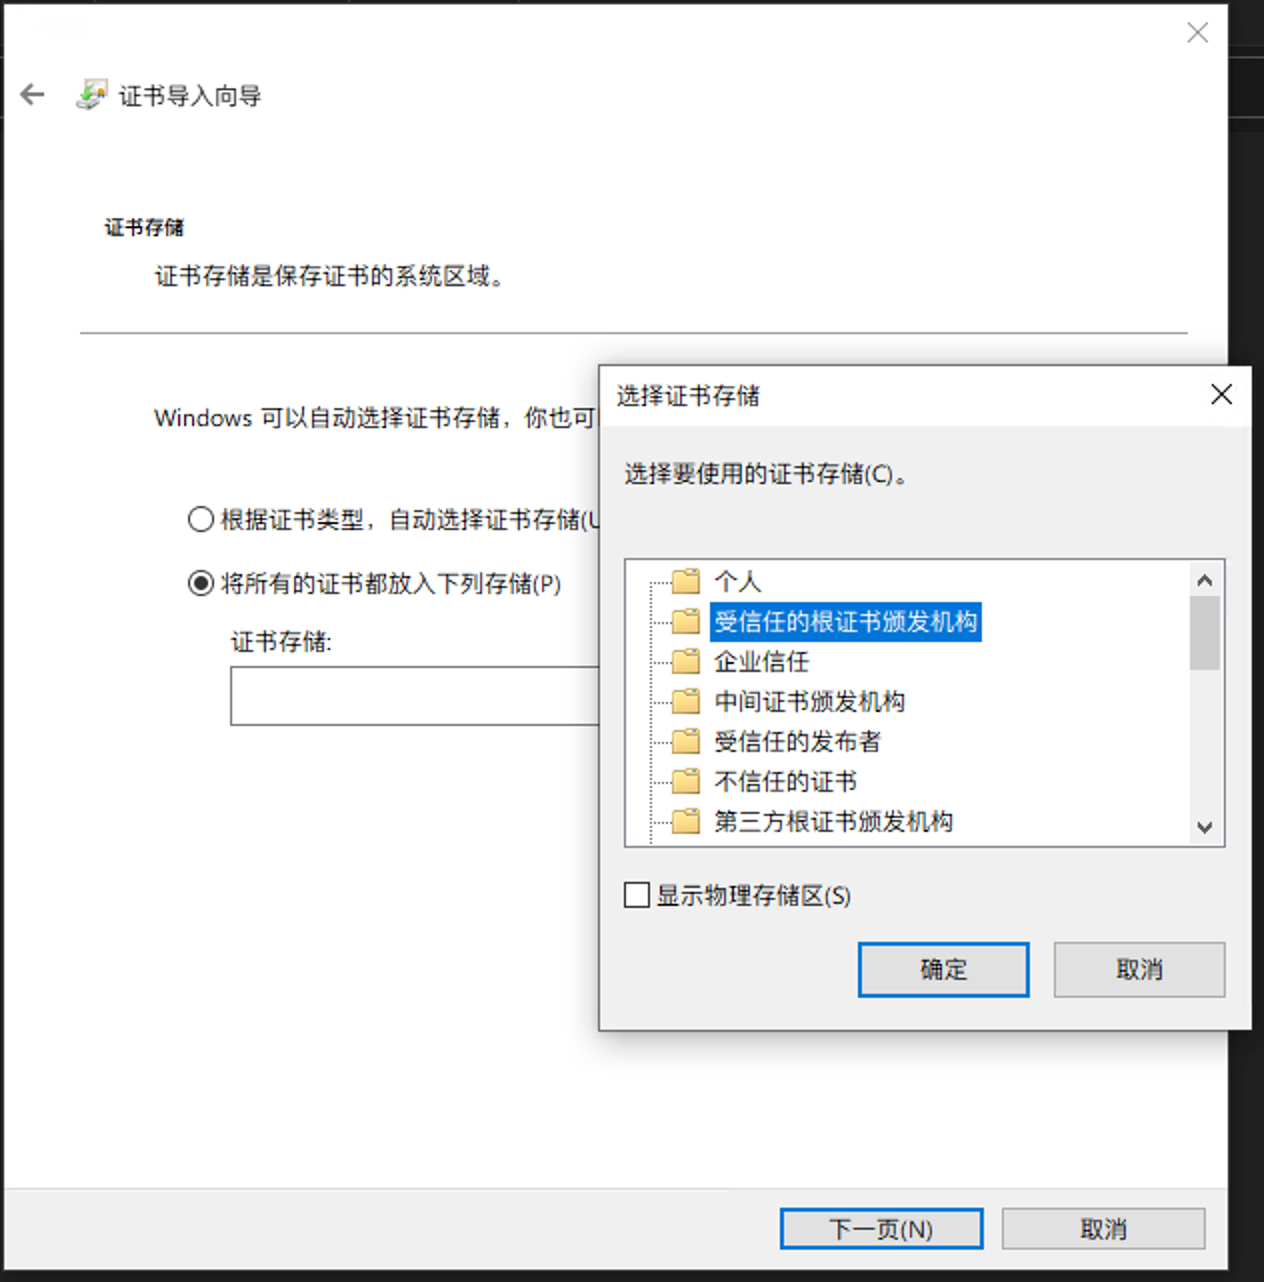 证书导入向导
证书存储
证书存储是保存证书的系统区域。
Windows 可以自动选择证书存储，你也可
根据证书类型，自动选择证书存储(U
将所有的证书都放入下列存储(P)
证书存储:
选择证书存储
选择要使用的证书存储(C)。
个人
受信任的根证书颁发机构
企业信任
中间证书颁发机构
受信任的发布者
不信任的证书
第三方根证书颁发机构
显示物理存储区(S)
确定
取消
下一页(N)
取消